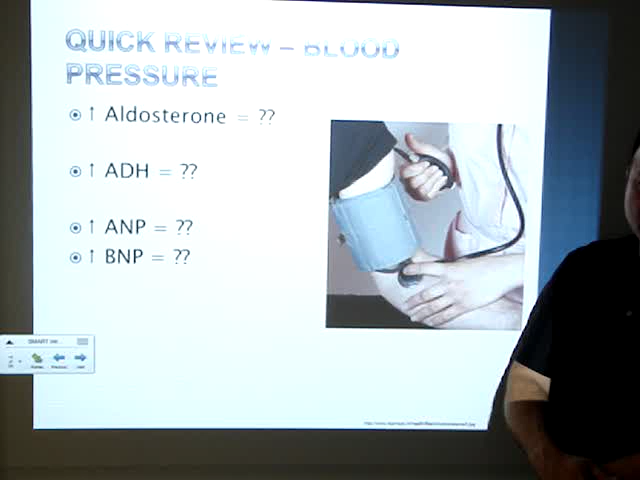 QUICK REVIEW – BLOOD
PRESSURE
↑ Aldosterone = ??
↑ ADH = ??
↑ ANP = ??
↑ BNP = ??